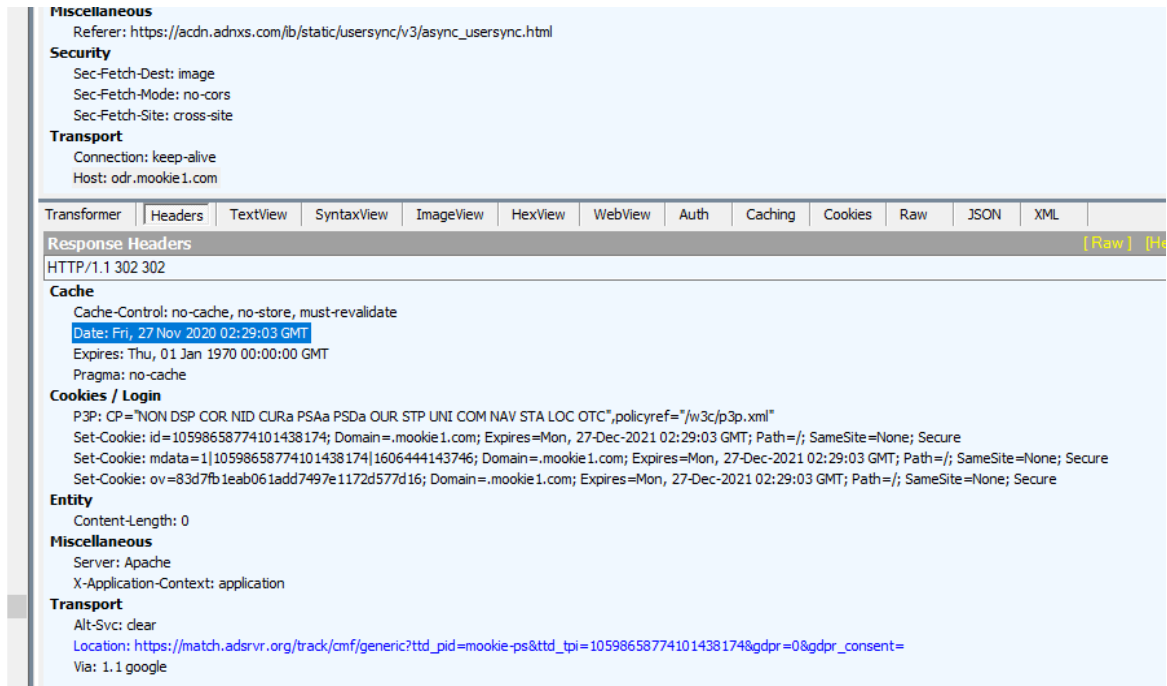 Miscellaneous
Referer: https://acdn.adnxs.com/ib/static/usersync/v3/async_usersync.html
Security
Sec-Fetch-Dest: image
Sec-Fetch-Mode: no-cors
Sec-Fetch-Site: cross-site
Transport
Connection: keep-alive
Host: odr.mookie1.com
Transformer Headers TextView SyntaxView ImageView HexView WebView Auth Caching Cookies Raw JSON XML
Response Headers [Raw] [He
HTTP/1.1 302 302
Cache
Cache-Control: no-cache, no-store, must-revalidate
Date: Fri, 27 Nov 2020 02:29:03 GMT
Expires: Thu, 01 Jan 1970 00:00:00 GMT
Pragma: no-cache
Cookies / Login
P3P: CP="NON DSP COR NID CURa PSAa PSDa OUR STP UNI COM NAV STA LOC OTC",policyref="/w3c/p3p.xml"
Set-Cookie: id=10598658774101438174; Domain=.mookie1.com; Expires=Mon, 27-Dec-2021 02:29:03 GMT; Path=/; SameSite=None; Secure
Set-Cookie: mdata=1|10598658774101438174|1606444143746; Domain=.mookie1.com; Expires=Mon, 27-Dec-2021 02:29:03 GMT; Path=/; SameSite=None; Secure
Set-Cookie: ov=83d7fb1eab061add7497e1172d577d16; Domain=.mookie1.com; Expires=Mon, 27-Dec-2021 02:29:03 GMT; Path=/; SameSite=None; Secure
Entity
Content-Length: 0
Miscellaneous
Server: Apache
X-Application-Context: application
Transport
Alt-Svc: clear
Location: https://match.adsrvr.org/track/cmf/generic?ttd_pid=mookie-ps&ttd_tpi=10598658774101438174&gdpr=0&gdpr_consent=
Via: 1.1 google